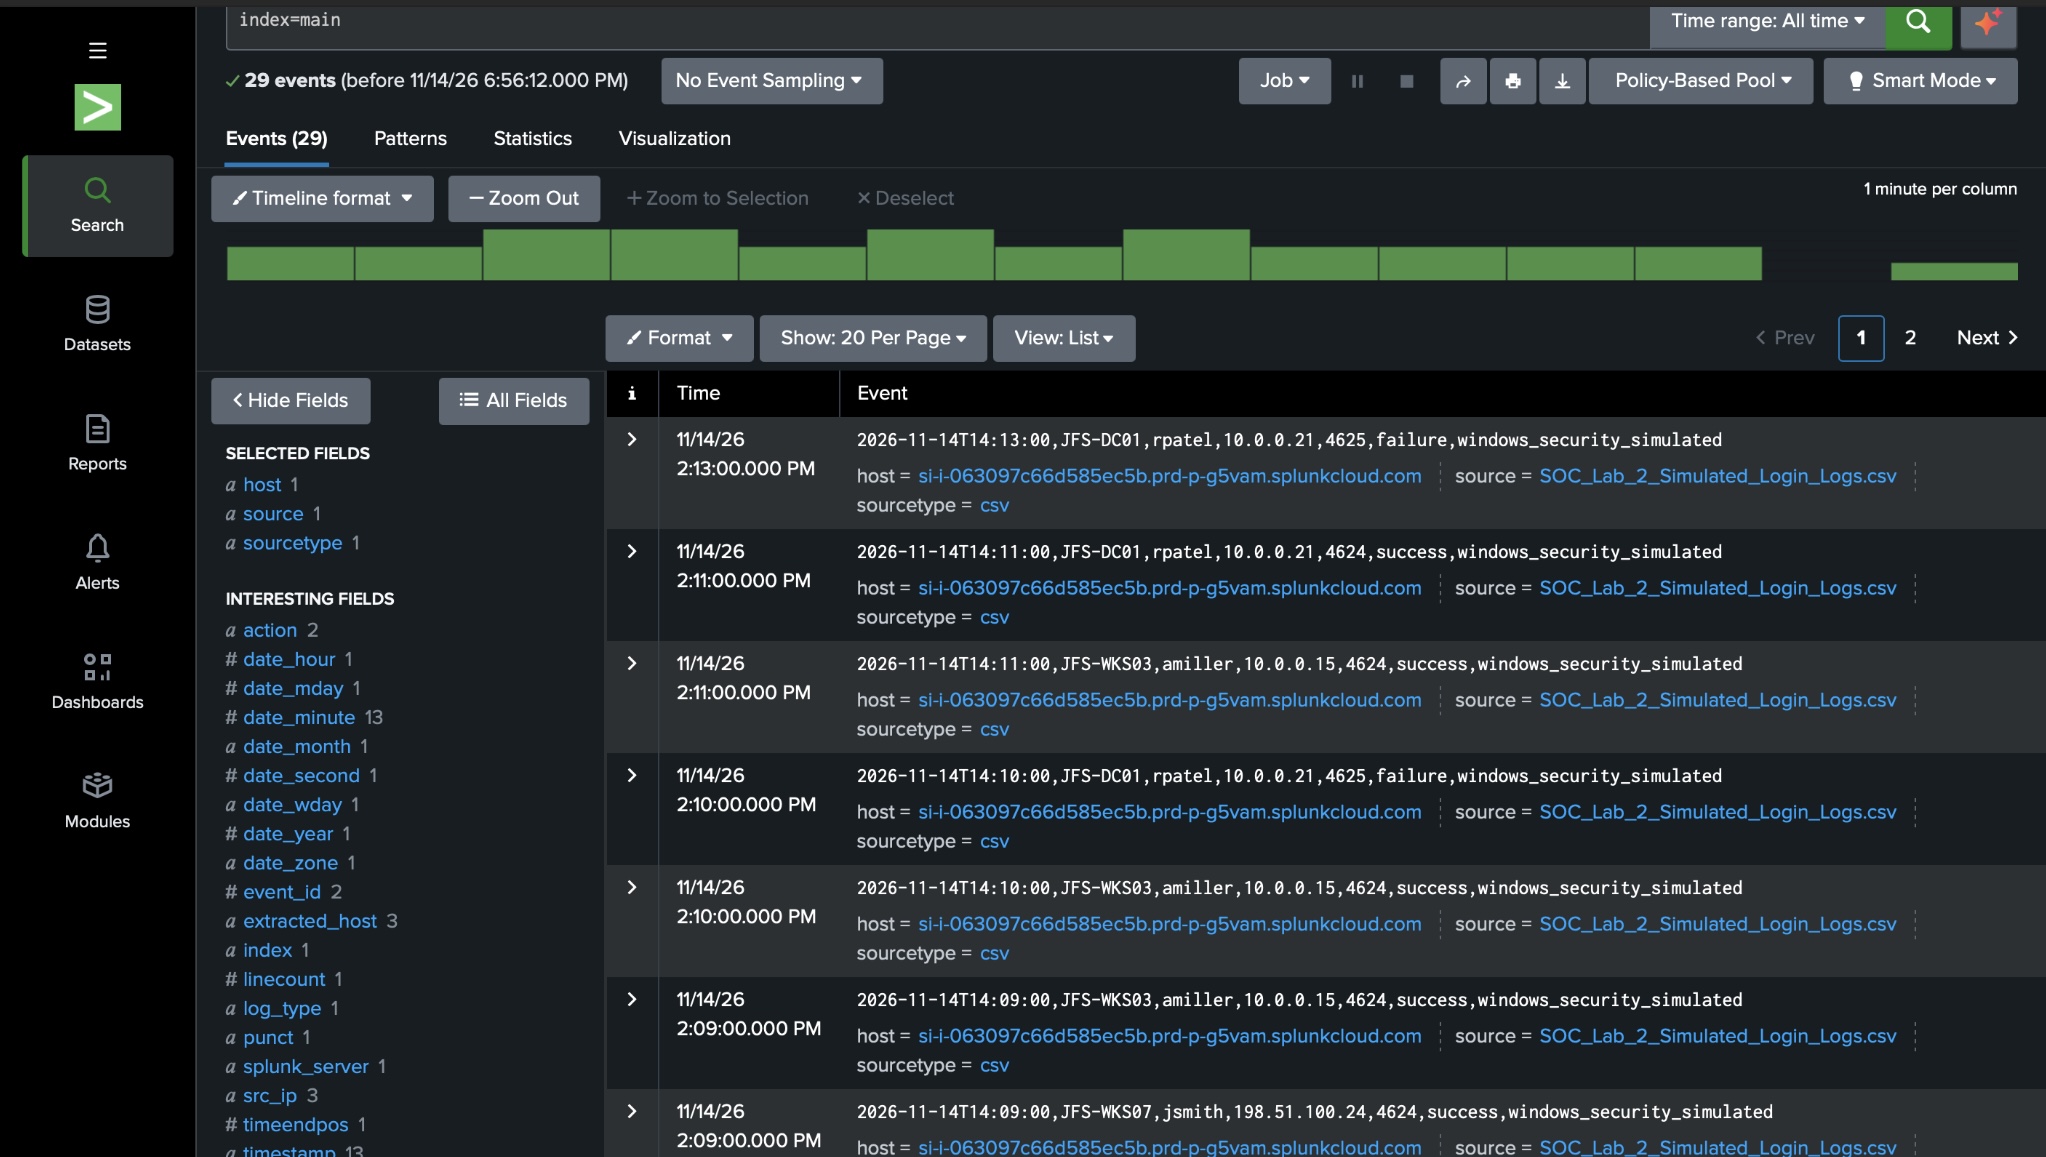 index=main
Time range: All time
29 events (before 11/14/26 6:56:12.000 PM)
No Event Sampling
Job
Policy-Based Pool
Smart Mode
Events (29)
Patterns
Statistics
Visualization
Timeline format
— Zoom Out
+ Zoom to Selection
× Deselect
1 minute per column
Format
Show: 20 Per Page
View: List
< Prev
1
2
Next >
Search
Datasets
Reports
Alerts
Dashboards
Modules
< Hide Fields
All Fields
SELECTED FIELDS
a host 1
a source 1
a sourcetype 1
INTERESTING FIELDS
a action 2
# date_hour 1
# date_mday 1
# date_minute 13
a date_month 1
# date_second 1
a date_wday 1
# date_year 1
a date_zone 1
# event_id 2
a extracted_host 3
a index 1
# linecount 1
a log_type 1
a punct 1
a splunk_server 1
a src_ip 3
# timeendpos 1
a timestamp 13
i
Time
Event
11/14/26
2:13:00.000 PM
2026-11-14T14:13:00,JFS-DC01,rpatel,10.0.0.21,4625,failure,windows_security_simulated
host = si-i-063097c66d585ec5b.prd-p-g5vam.splunkcloud.com source = SOC_Lab_2_Simulated_Login_Logs.csv
sourcetype = csv
11/14/26
2:11:00.000 PM
2026-11-14T14:11:00,JFS-DC01,rpatel,10.0.0.21,4624,success,windows_security_simulated
host = si-i-063097c66d585ec5b.prd-p-g5vam.splunkcloud.com source = SOC_Lab_2_Simulated_Login_Logs.csv
sourcetype = csv
11/14/26
2:11:00.000 PM
2026-11-14T14:11:00,JFS-WKS03,amiller,10.0.0.15,4624,success,windows_security_simulated
host = si-i-063097c66d585ec5b.prd-p-g5vam.splunkcloud.com source = SOC_Lab_2_Simulated_Login_Logs.csv
sourcetype = csv
11/14/26
2:10:00.000 PM
2026-11-14T14:10:00,JFS-DC01,rpatel,10.0.0.21,4625,failure,windows_security_simulated
host = si-i-063097c66d585ec5b.prd-p-g5vam.splunkcloud.com source = SOC_Lab_2_Simulated_Login_Logs.csv
sourcetype = csv
11/14/26
2:10:00.000 PM
2026-11-14T14:10:00,JFS-WKS03,amiller,10.0.0.15,4624,success,windows_security_simulated
host = si-i-063097c66d585ec5b.prd-p-g5vam.splunkcloud.com source = SOC_Lab_2_Simulated_Login_Logs.csv
sourcetype = csv
11/14/26
2:09:00.000 PM
2026-11-14T14:09:00,JFS-WKS03,amiller,10.0.0.15,4624,success,windows_security_simulated
host = si-i-063097c66d585ec5b.prd-p-g5vam.splunkcloud.com source = SOC_Lab_2_Simulated_Login_Logs.csv
sourcetype = csv
11/14/26
2:09:00.000 PM
2026-11-14T14:09:00,JFS-WKS07,jsmith,198.51.100.24,4624,success,windows_security_simulated
host = si-i-063097c66d585ec5b.prd-p-g5vam.splunkcloud.com source = SOC_Lab_2_Simulated_Login_Logs.csv